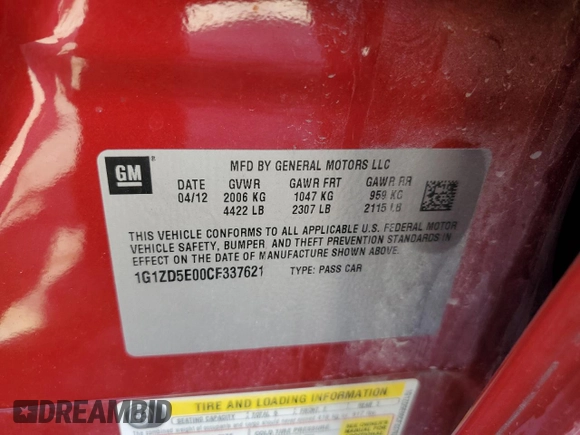 GM
MFD BY GENERAL MOTORS LLC
DATE GVWR GAWR FRT GAWR RR
04/12 2006 KG 1047 KG 959 KG
4422 LB 2307 LB 2115 LB
THIS VEHICLE CONFORMS TO ALL APPLICABLE U.S. FEDERAL MOTOR
VEHICLE SAFETY, BUMPER, AND THEFT PREVENTION STANDARDS IN
EFFECT ON THE DATE OF MANUFACTURE SHOWN ABOVE.
1G1ZD5E00CF337621 TYPE: PASS CAR
TIRE AND LOADING INFORMATION
SEATING CAPACITY
DREAMBID